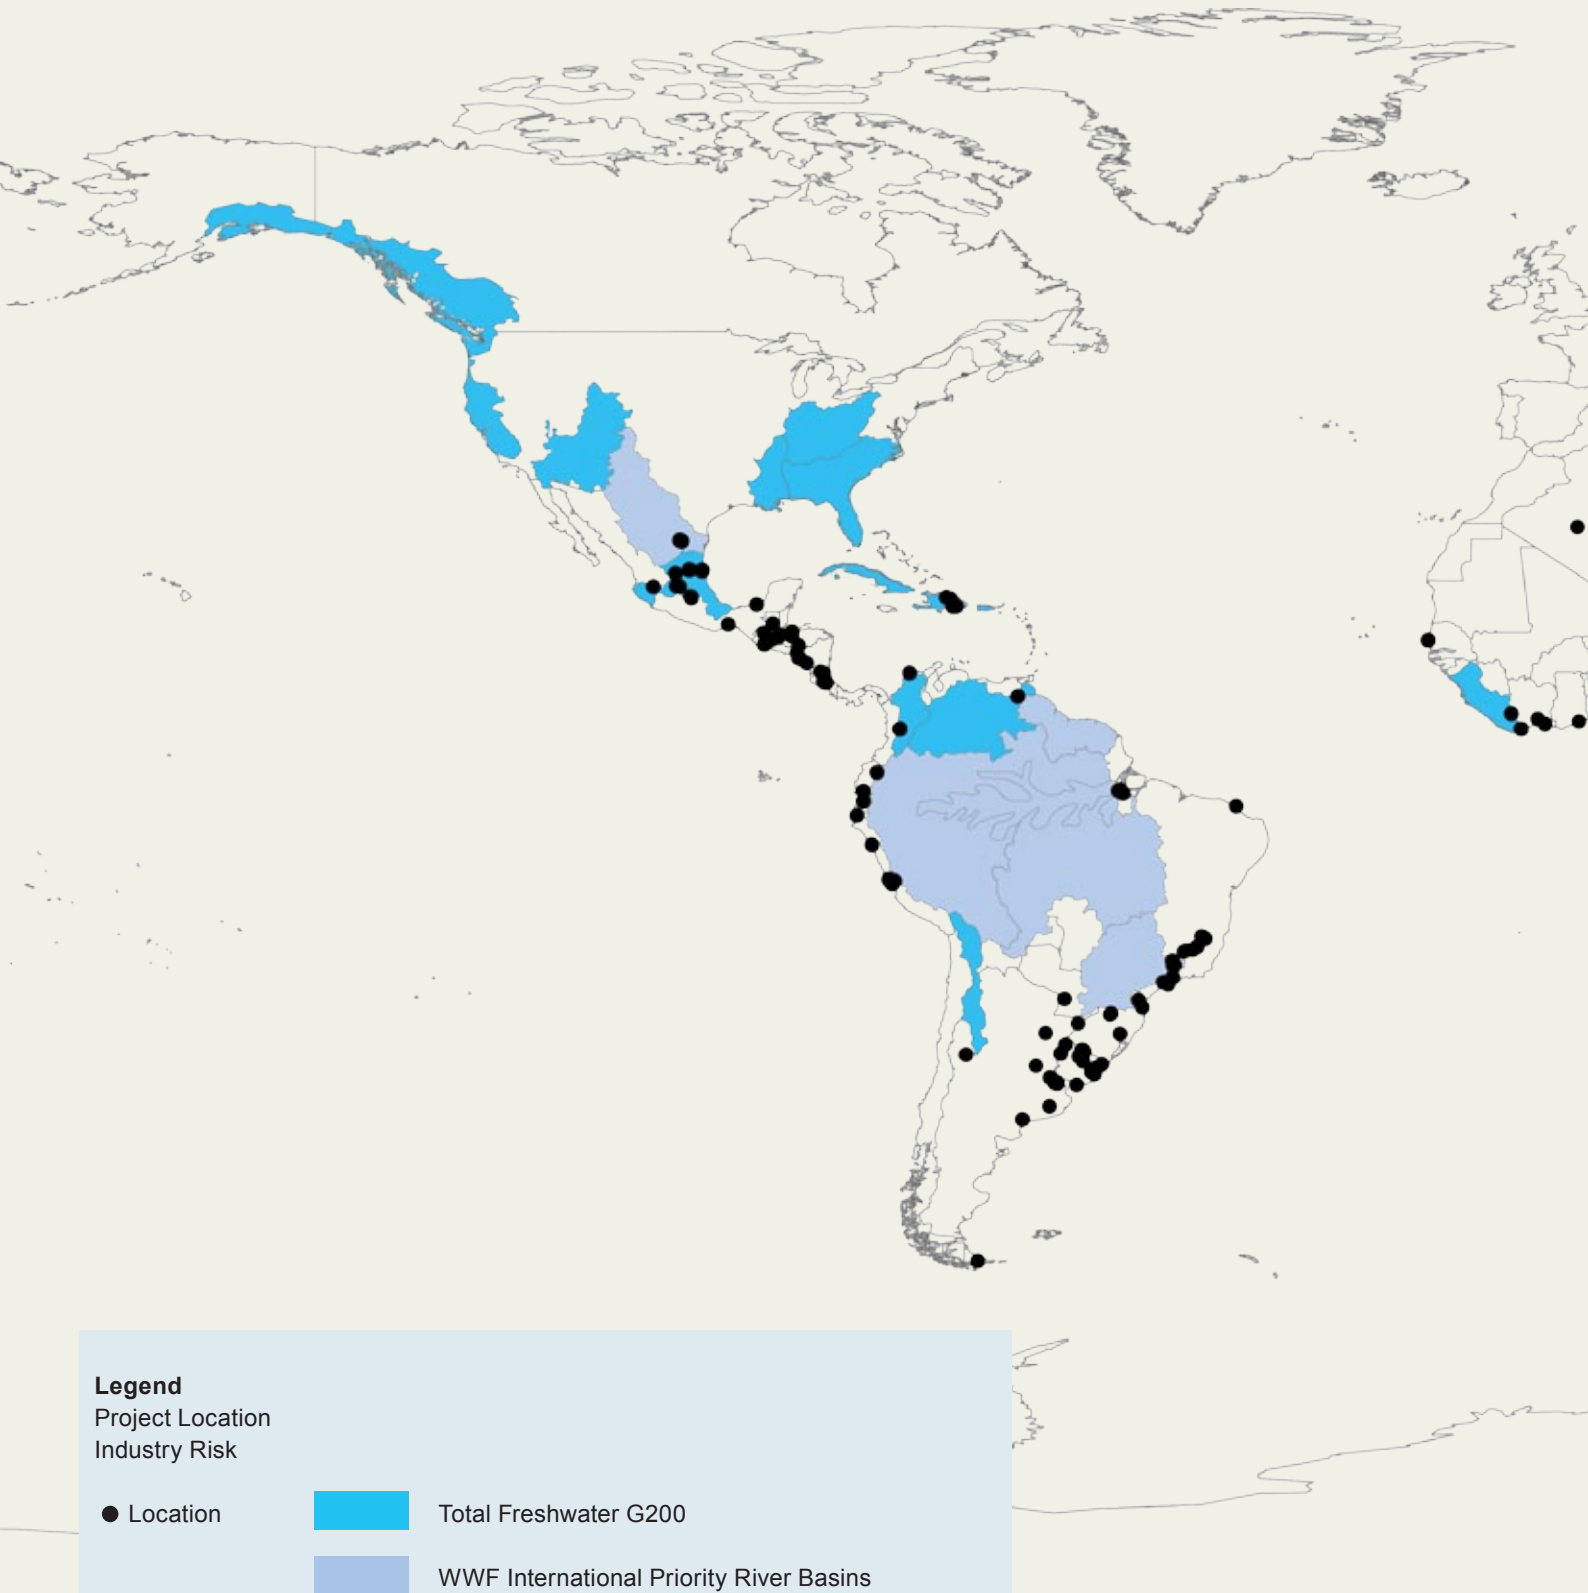 Legend
Project Location
Industry Risk
Location
Total Freshwater G200
WWF International Priority River Basins